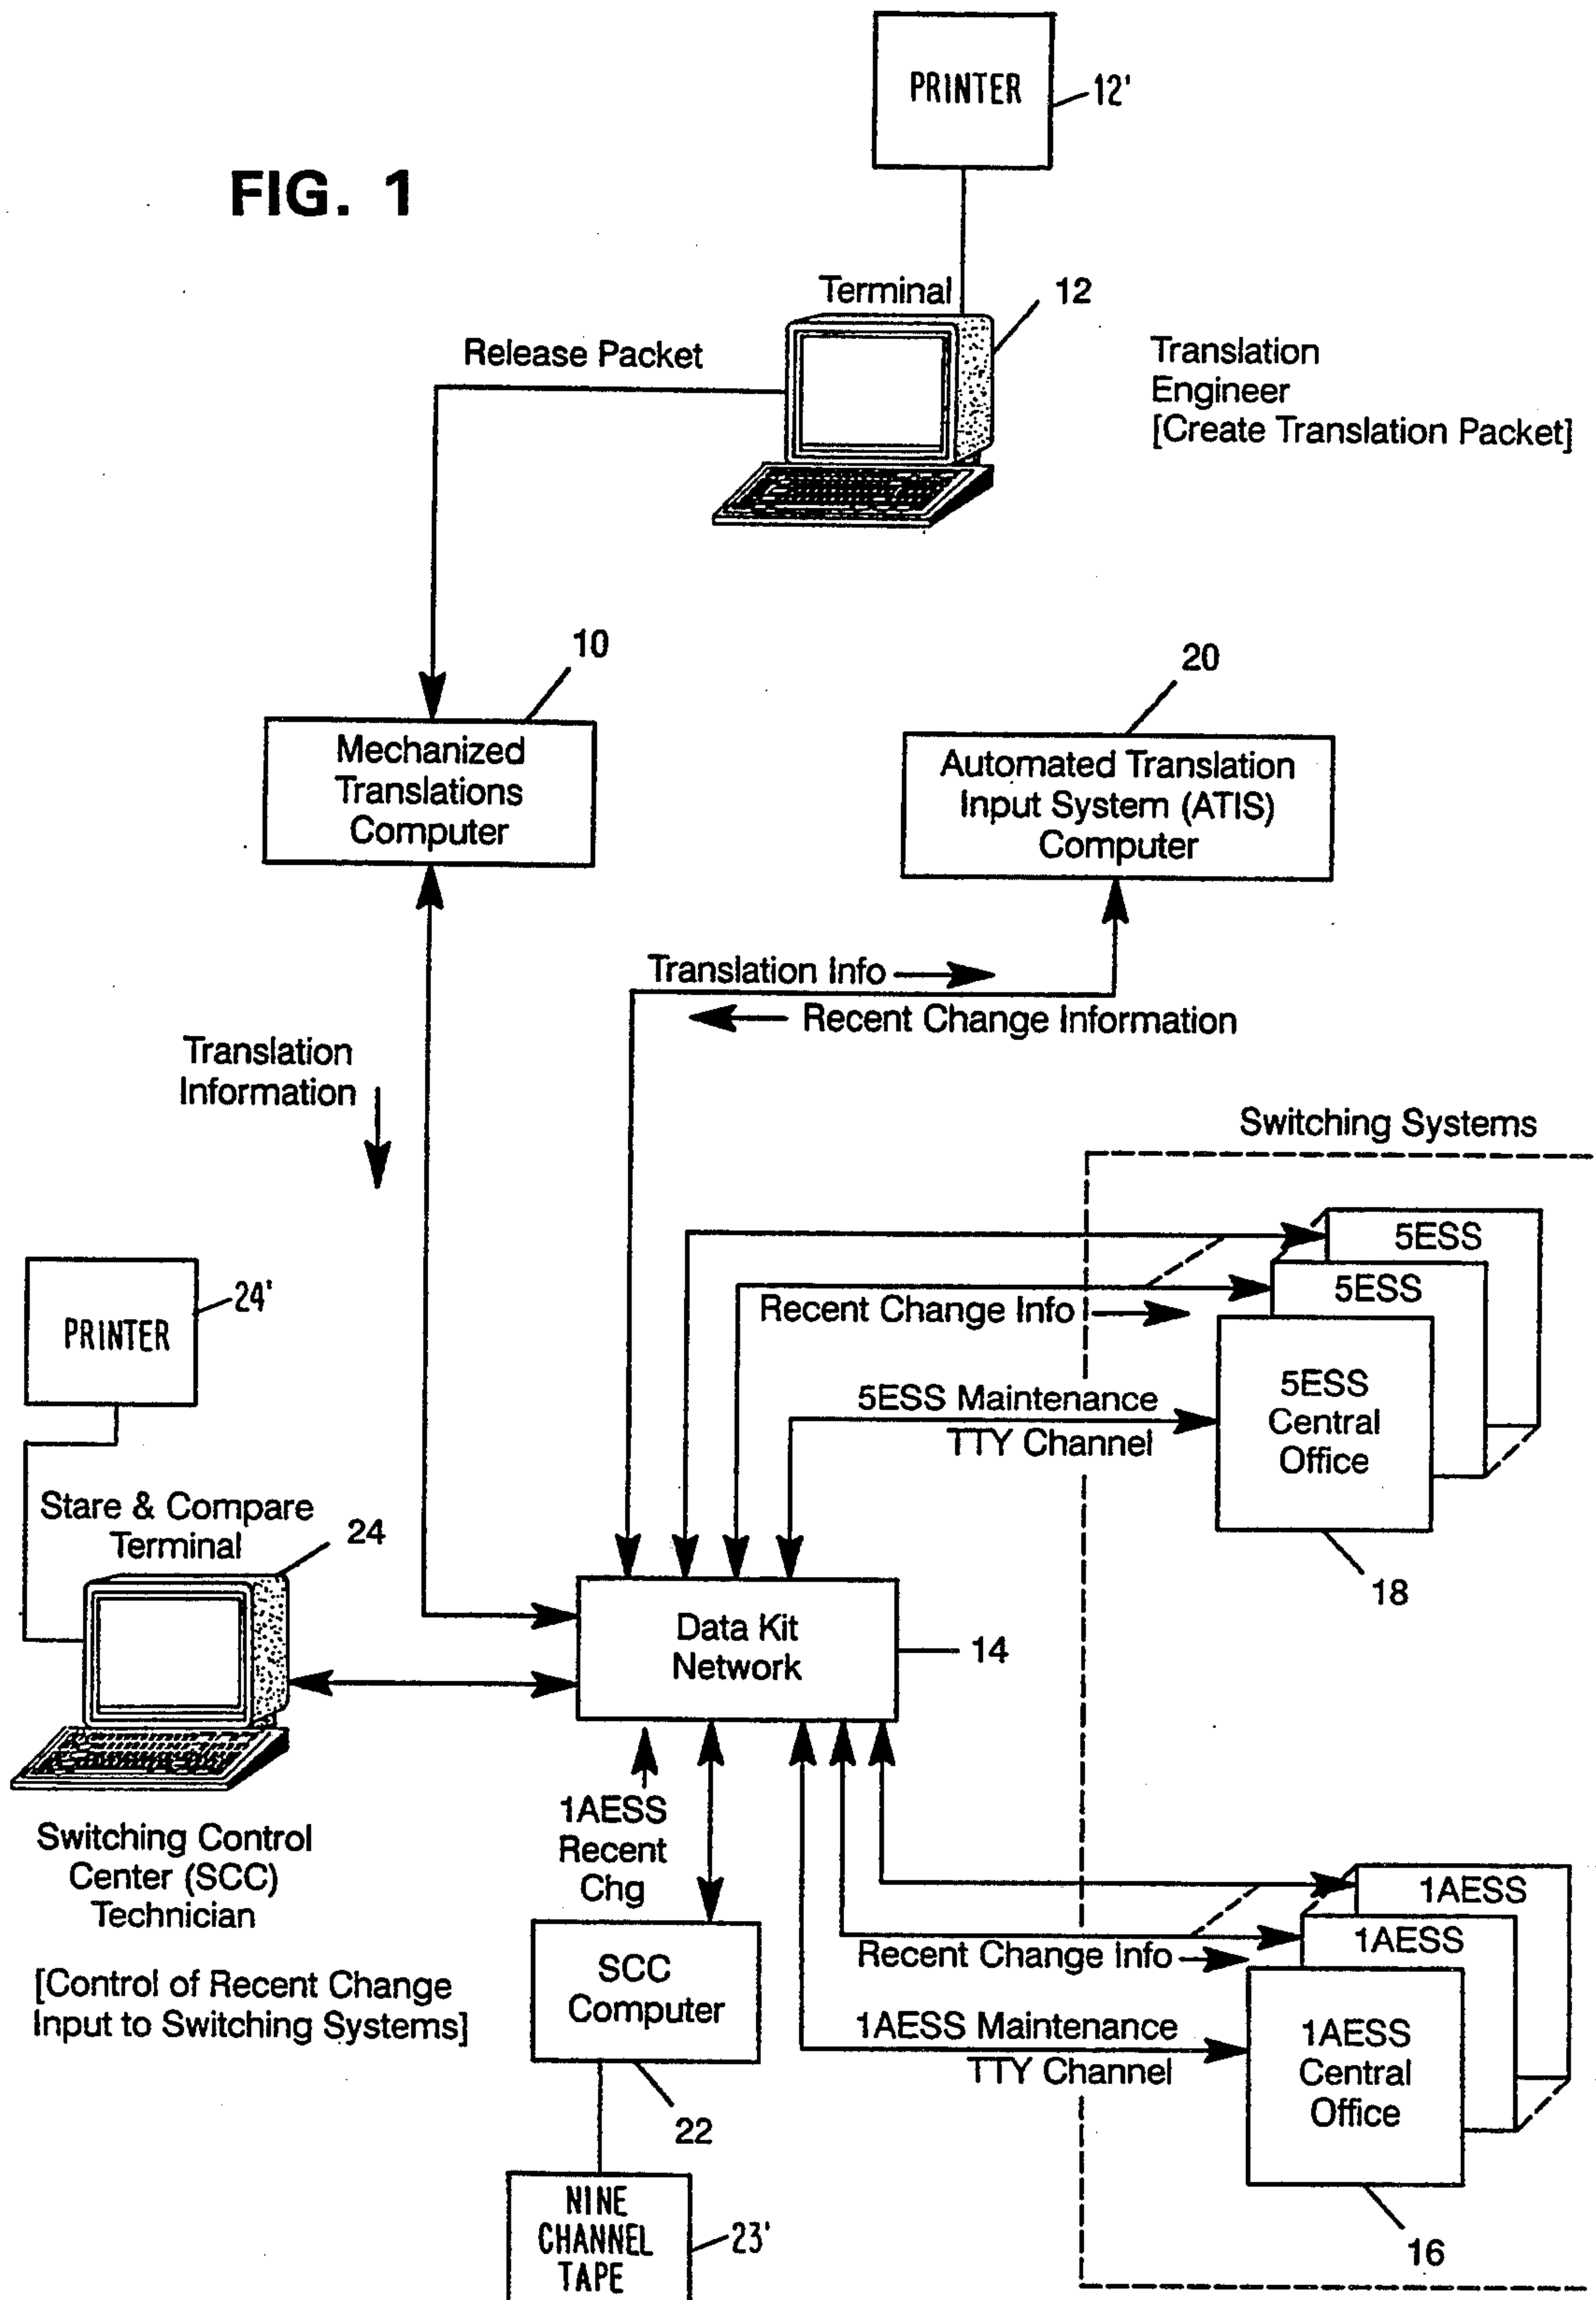 PRINTER
12'
FIG. 1
Terminal
12
Release Packet
Translation
Engineer
[Create Translation Packet]
10
20
Mechanized
Translations
Computer
Automated Translation
Input System (ATIS)
Computer
Translation Info
Recent Change Information
Translation
Information
Switching Systems
5ESS
5ESS
Recent Change Info
5ESS Maintenance
TTY Channel
5ESS
Central
Office
18
PRINTER
24'
Stare & Compare
Terminal
24
Data Kit
Network
14
Switching Control
Center (SCC)
Technician
[Control of Recent Change
Input to Switching Systems]
1AESS
Recent
Chg
SCC
Computer
22
NINE
CHANNEL
TAPE
23'
1AESS
1AESS
Recent Change Info
1AESS Maintenance
TTY Channel
1AESS
Central
Office
16